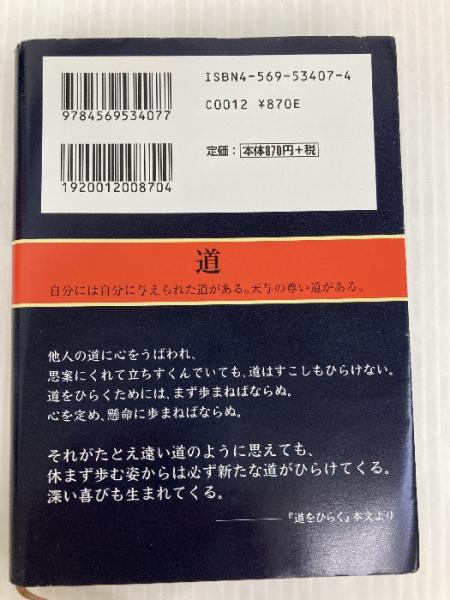 ISBN4-569-53407-4
C0012 ¥870E
9784569534077
定価：本体870円+税
1920012008704
道
自分には自分に与えられた道がある。天与の尊い道がある。
他人の道に心をうばわれ、
思案にくれて立ちすくんでいても、道はすこしもひらけない。
道をひらくためには、まず歩まねばならぬ。
心を定め、懸命に歩まねばならぬ。
それがたとえ遠い道のように思えても、
休まず歩む姿からは必ず新たな道がひらけてくる。
深い喜びも生まれてくる。
――『道をひらく』本文より